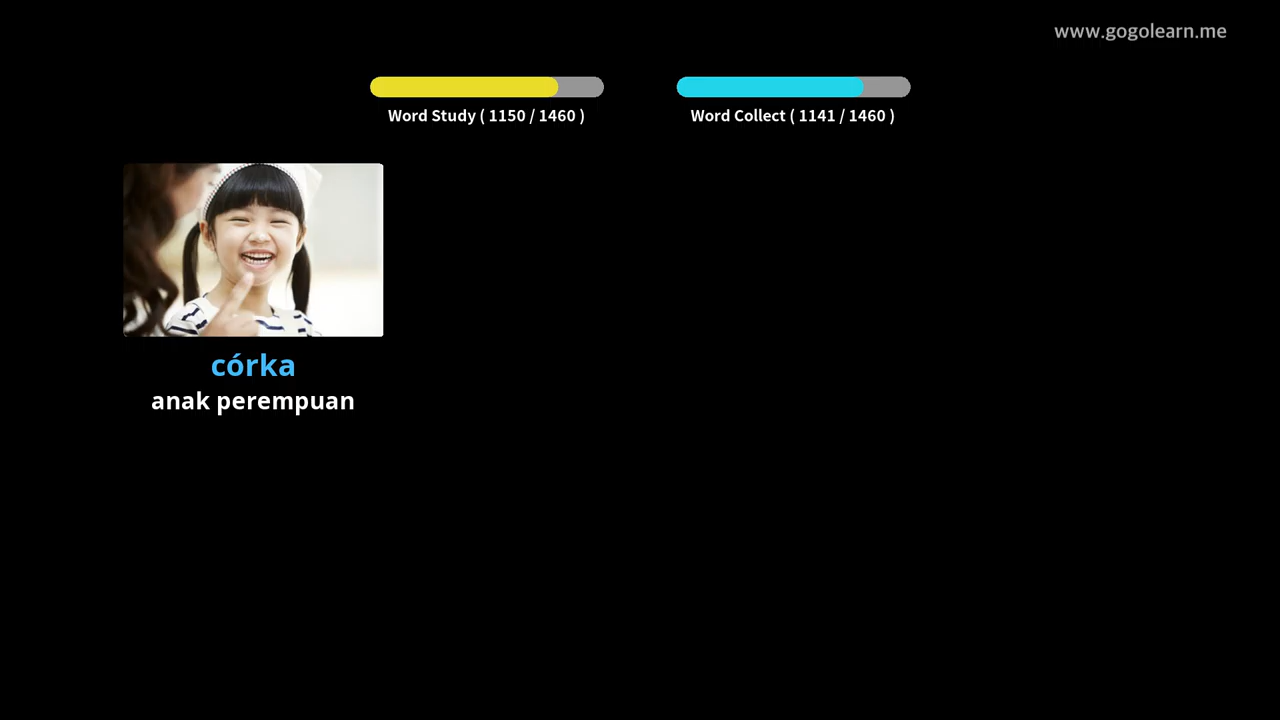 www.gogolearn.me
Word Study ( 1150 / 1460 )
Word Collect ( 1141 / 1460 )
córka
anak perempuan